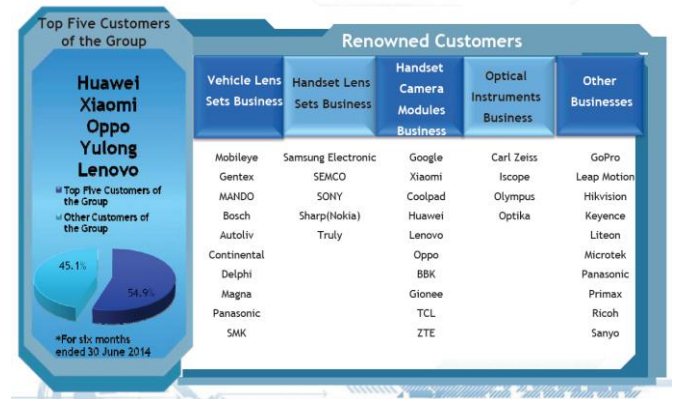 Top Five Customers
of the Group
Huawei
Xiaomi
Oppo
Yulong
Lenovo
Top Five Customers of
the Group
Other Customers of
the Group
45.1%
54.9%
*For six months
ended 30 June 2014
Renowned Customers
Vehicle Lens
Sets Business
Mobileye
Gentex
MANDO
Bosch
Autoliv
Continental
Delphi
Magna
Panasonic
SMK
Handset Lens
Sets Business
Samsung Electronic
SEMCO
SONY
Sharp(Nokia)
Truly
Handset
Camera
Modules
Business
Google
Xiaomi
Coolpad
Huawei
Lenovo
Oppo
BBK
Gionee
TCL
ZTE
Optical
Instruments
Business
Carl Zeiss
Iscope
Olympus
Optika
Other
Businesses
GoPro
Leap Motion
Hikvision
Keyence
Liteon
Microtek
Panasonic
Primax
Ricoh
Sanyo